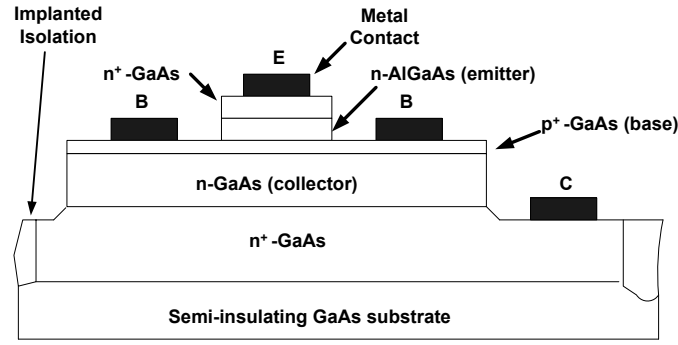 Implanted
Isolation
Metal
Contact
E
n⁺-GaAs
n-AlGaAs (emitter)
B
B
p⁺-GaAs (base)
n-GaAs (collector)
C
n⁺-GaAs
Semi-insulating GaAs substrate